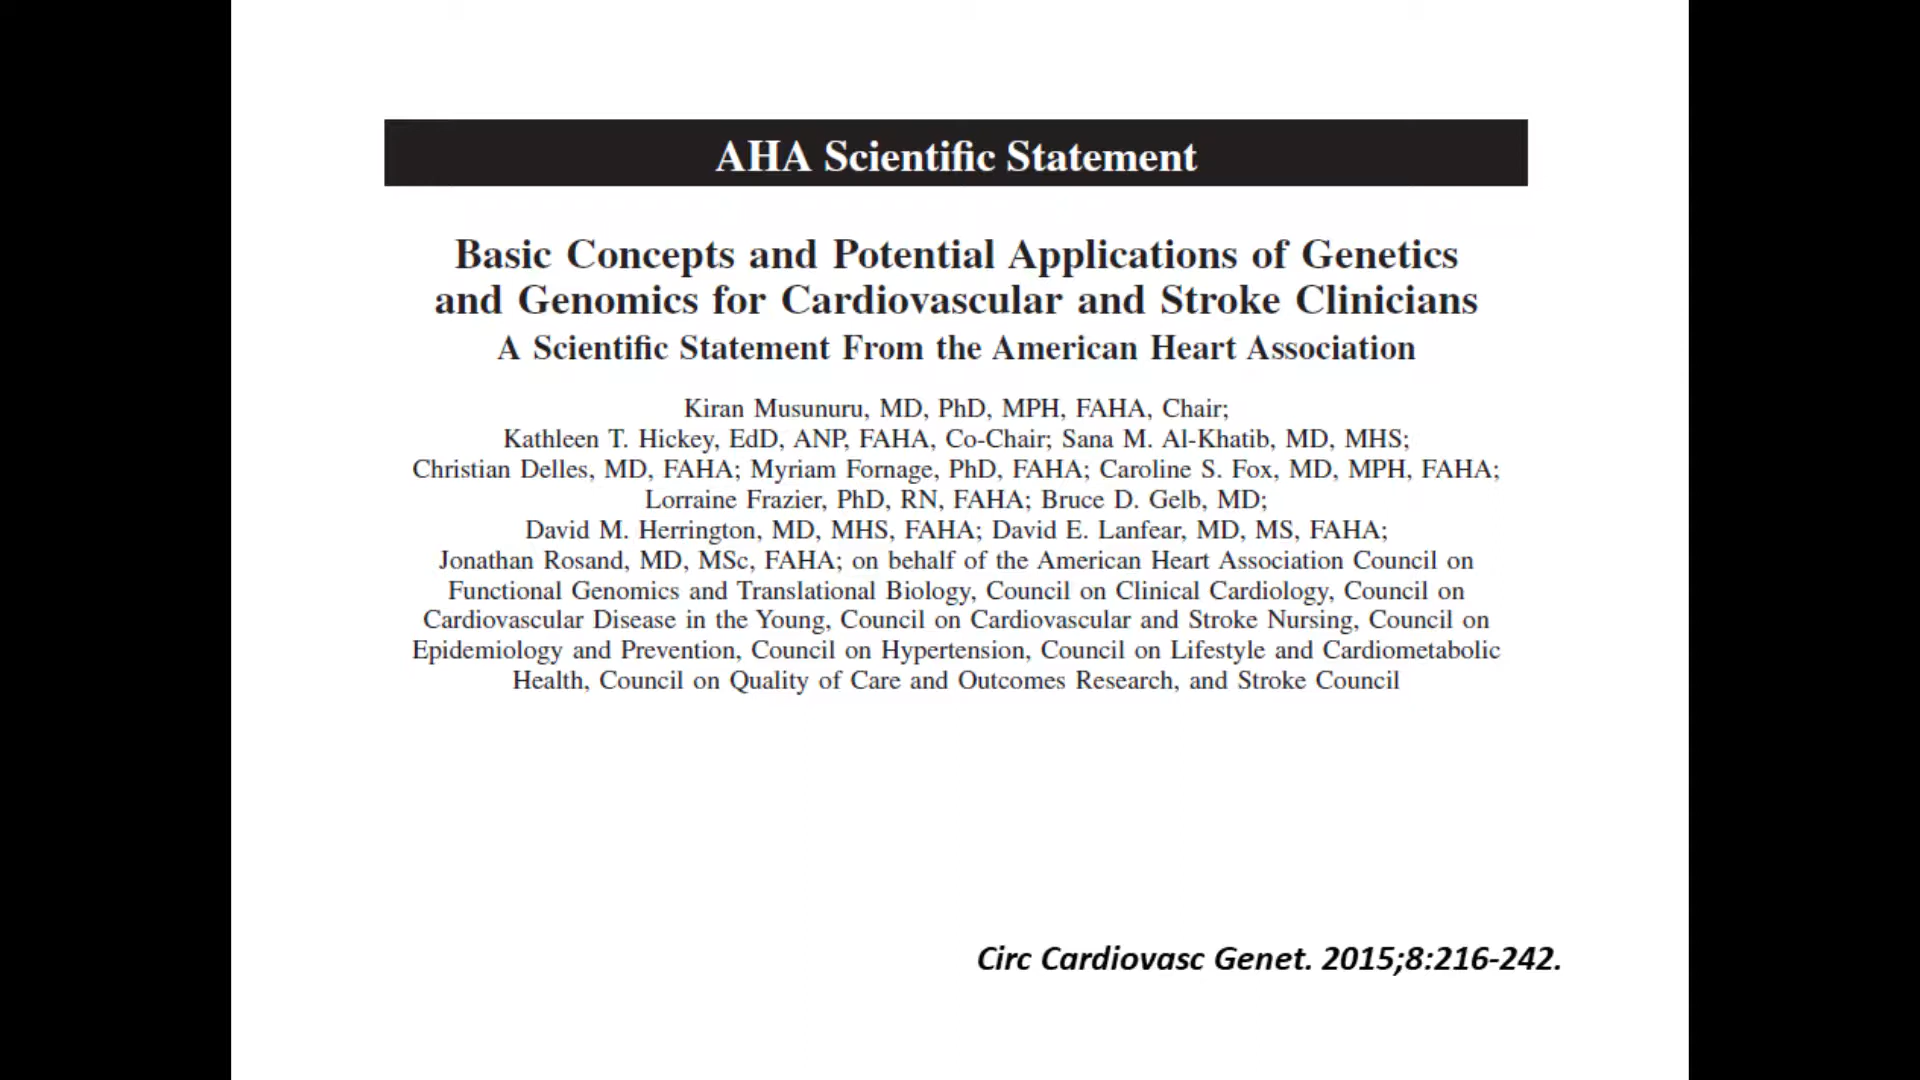 AHA Scientific Statement
Basic Concepts and Potential Applications of Genetics
and Genomics for Cardiovascular and Stroke Clinicians
A Scientific Statement From the American Heart Association
Kiran Musunuru, MD, PhD, MPH, FAHA, Chair;
Kathleen T. Hickey, EdD, ANP, FAHA, Co-Chair; Sana M. Al-Khatib, MD, MHS;
Christian Delles, MD, FAHA; Myriam Fornage, PhD, FAHA; Caroline S. Fox, MD, MPH, FAHA;
Lorraine Frazier, PhD, RN, FAHA; Bruce D. Gelb, MD;
David M. Herrington, MD, MHS, FAHA; David E. Lanfear, MD, MS, FAHA;
Jonathan Rosand, MD, MSc, FAHA; on behalf of the American Heart Association Council on
Functional Genomics and Translational Biology, Council on Clinical Cardiology, Council on
Cardiovascular Disease in the Young, Council on Cardiovascular and Stroke Nursing, Council on
Epidemiology and Prevention, Council on Hypertension, Council on Lifestyle and Cardiometabolic
Health, Council on Quality of Care and Outcomes Research, and Stroke Council
Circ Cardiovasc Genet. 2015;8:216-242.